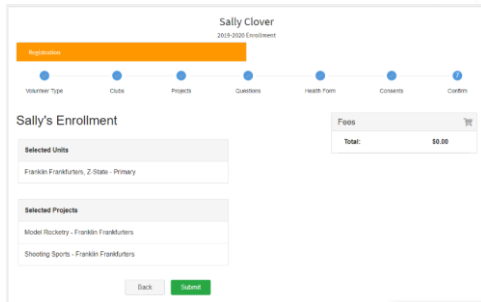 Sally Clover
2019-2020 Enrollment
Registration
Volunteer Type Clubs Projects Questions Health Form Consents Confirm
7
Sally's Enrollment
Fees
Total: $0.00
Selected Units
Franklin Frankfurters, Z-State - Primary
Selected Projects
Model Rocketry - Franklin Frankfurters
Shooting Sports - Franklin Frankfurters
Back Submit